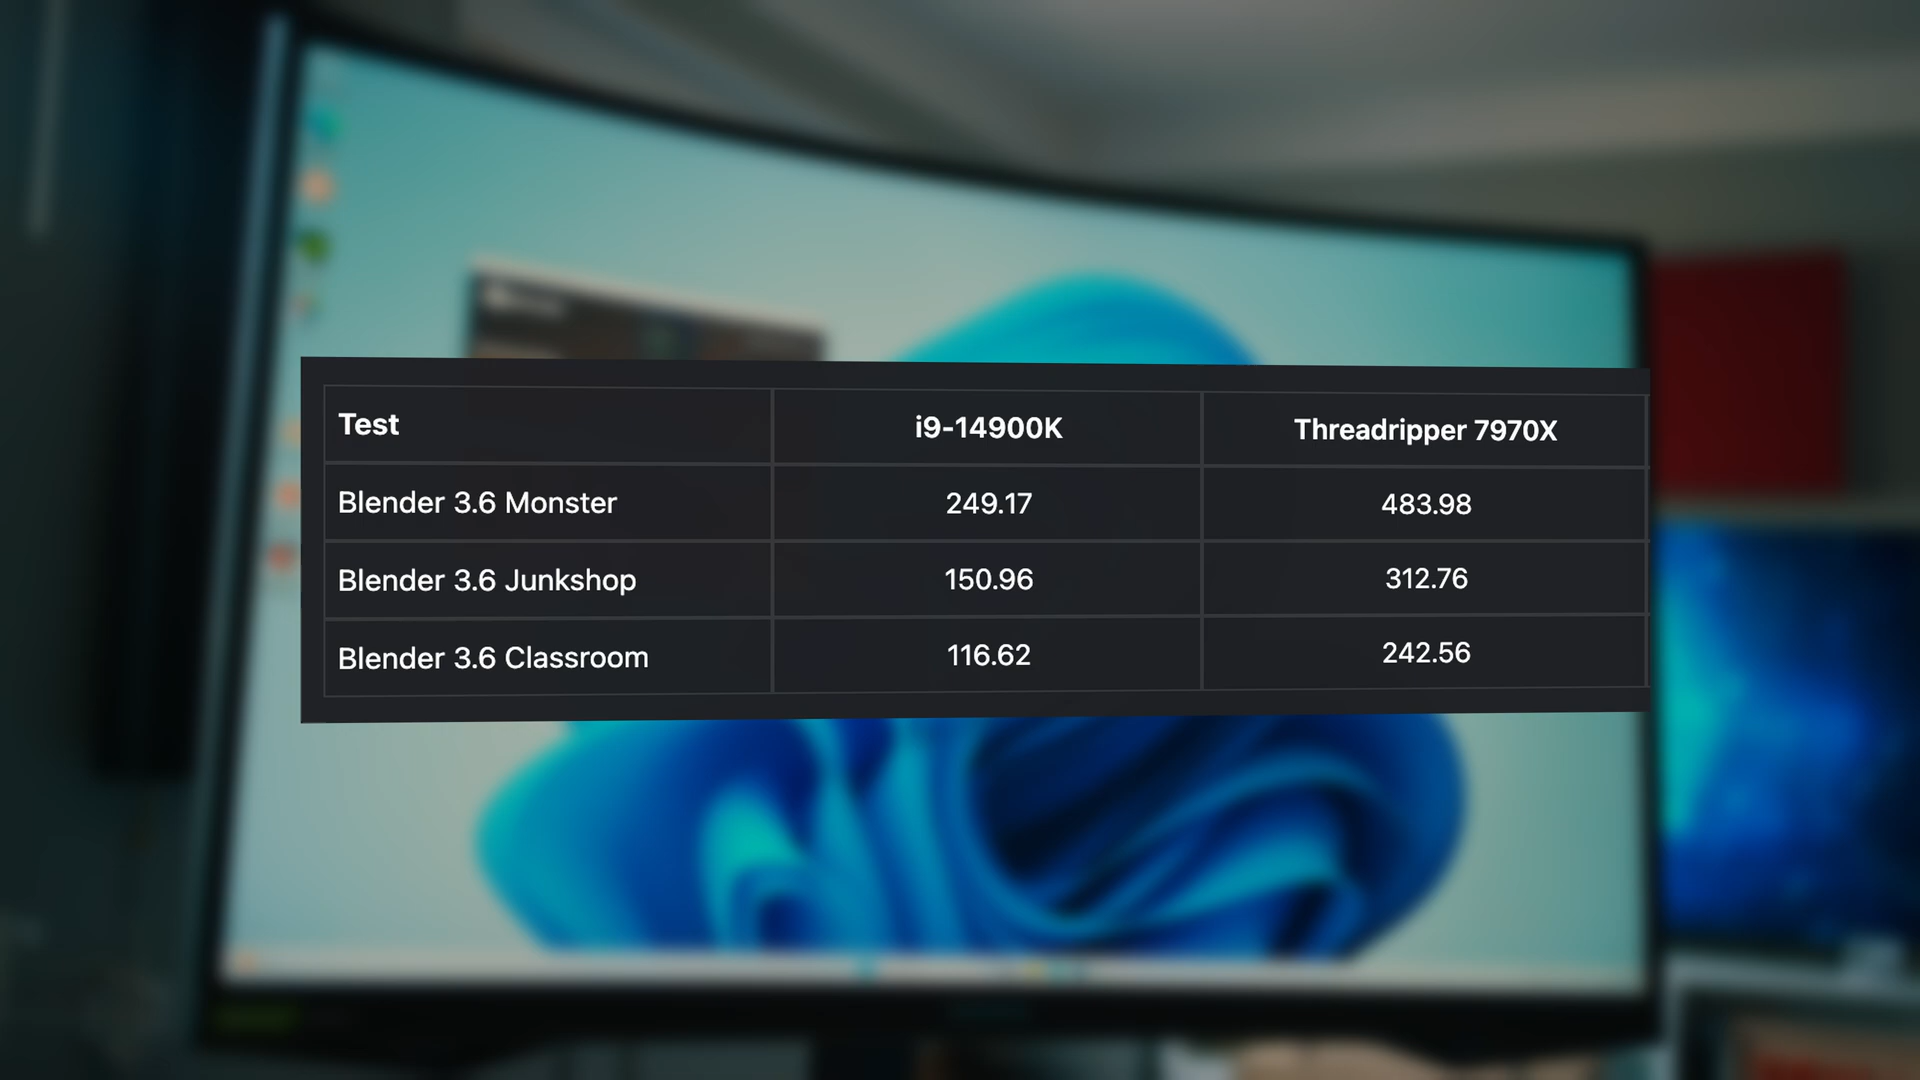 Test i9-14900K Threadripper 7970X
Blender 3.6 Monster 249.17 483.98
Blender 3.6 Junkshop 150.96 312.76
Blender 3.6 Classroom 116.62 242.56